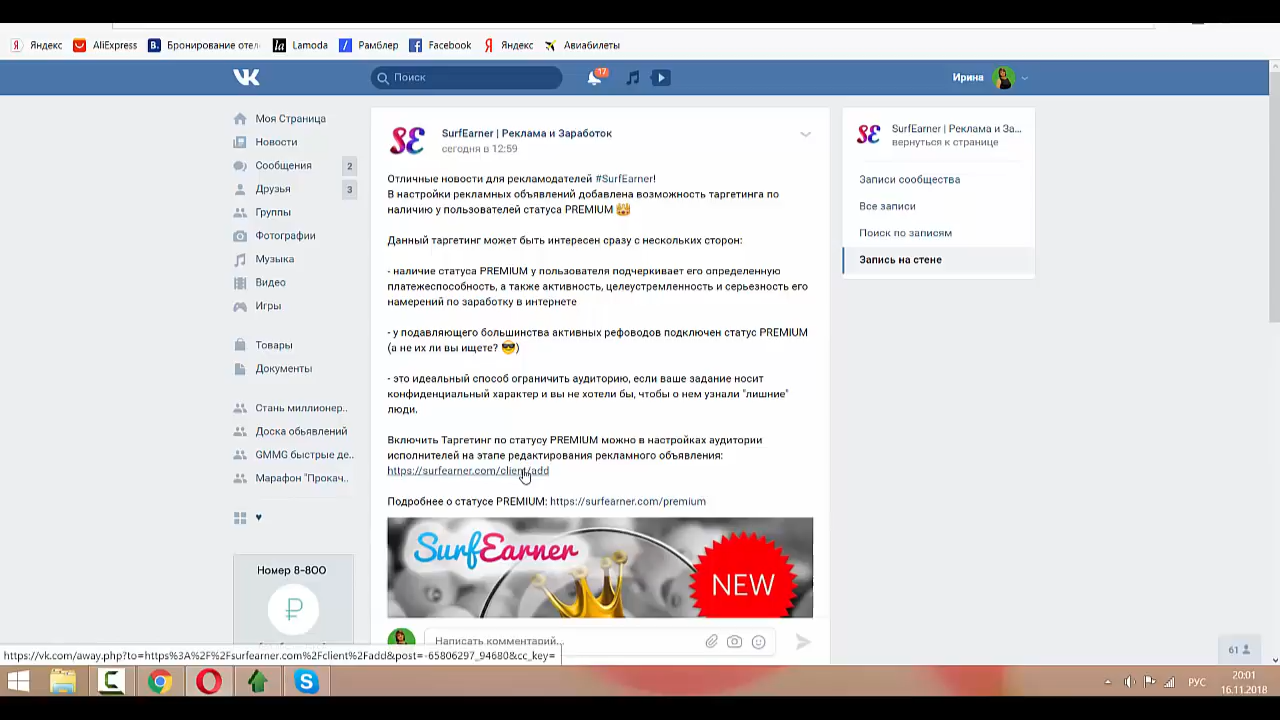 Яндекс AliExpress Бронирование отел Lamoda Рамблер Facebook Яндекс Авиабилеты
Поиск 17 Ирина
Моя Страница
Новости
Сообщения 2
Друзья 3
Группы
Фотографии
Музыка
Видео
Игры
Товары
Документы
Стань миллионер..
Доска обьявлений
GMMG быстрые де..
Марафон "Прокач..
Номер 8-800
SurfEarner | Реклама и Заработок
сегодня в 12:59
Отличные новости для рекламодателей #SurfEarner!
В настройки рекламных объявлений добавлена возможность таргетинга по
наличию у пользователей статуса PREMIUM
Данный таргетинг может быть интересен сразу с нескольких сторон:
- наличие статуса PREMIUM у пользователя подчеркивает его определенную
платежеспособность, а также активность, целеустремленность и серьезность его
намерений по заработку в интернете
- у подавляющего большинства активных рефоводов подключен статус PREMIUM
(а не их ли вы ищете? )
- это идеальный способ ограничить аудиторию, если ваше задание носит
конфиденциальный характер и вы не хотели бы, чтобы о нем узнали "лишние"
люди.
Включить Таргетинг по статусу PREMIUM можно в настройках аудитории
исполнителей на этапе редактирования рекламного объявления:
https://surfearner.com/client/add
Подробнее о статусе PREMIUM: https://surfearner.com/premium
SurfEarner
NEW
Написать комментарий...
SurfEarner | Реклама и За...
вернуться к странице
Записи сообщества
Все записи
Поиск по записям
Запись на стене
61
https://vk.com/away.php?to=https%3A%2F%2Fsurfearner.com%2Fclient%2Fadd&post=-65806297_94680&cc_key=
РУС
20:01
16.11.2018